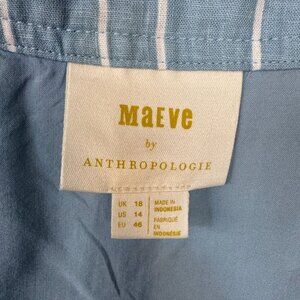 MAEVE
by
ANTHROPOLOGIE
UK 18
US 14
EU 46
MADE IN
INDONESIA
FABRIQUÉ
EN
INDONÉSIE